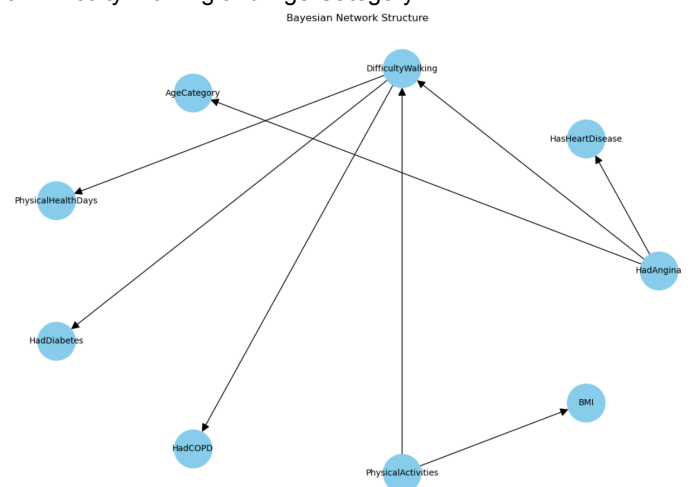 Bayesian Network Structure
DifficultyWalking
AgeCategory
HasHeartDisease
PhysicalHealthDays
HadAngina
HadDiabetes
BMI
HadCOPD
PhysicalActivities